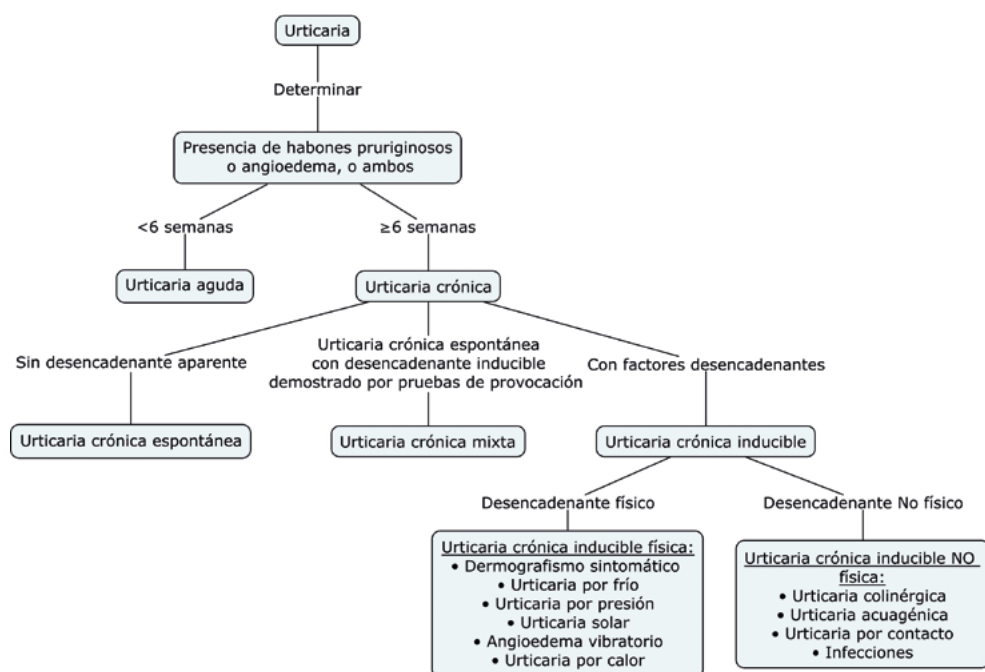 Urticaria
Determinar
Presencia de habones pruriginosos
o angioedema, o ambos
<6 semanas
≥6 semanas
Urticaria aguda
Urticaria crónica
Sin desencadenante aparente
Urticaria crónica espontánea
con desencadenante inducible
demostrado por pruebas de provocación
Con factores desencadenantes
Urticaria crónica espontánea
Urticaria crónica mixta
Urticaria crónica inducible
Desencadenante físico
Desencadenante No físico
Urticaria crónica inducible física:
• Dermografismo sintomático
• Urticaria por frío
• Urticaria por presión
• Urticaria solar
• Angioedema vibratorio
• Urticaria por calor
Urticaria crónica inducible NO
física:
• Urticaria colinérgica
• Urticaria acuagénica
• Urticaria por contacto
• Infecciones